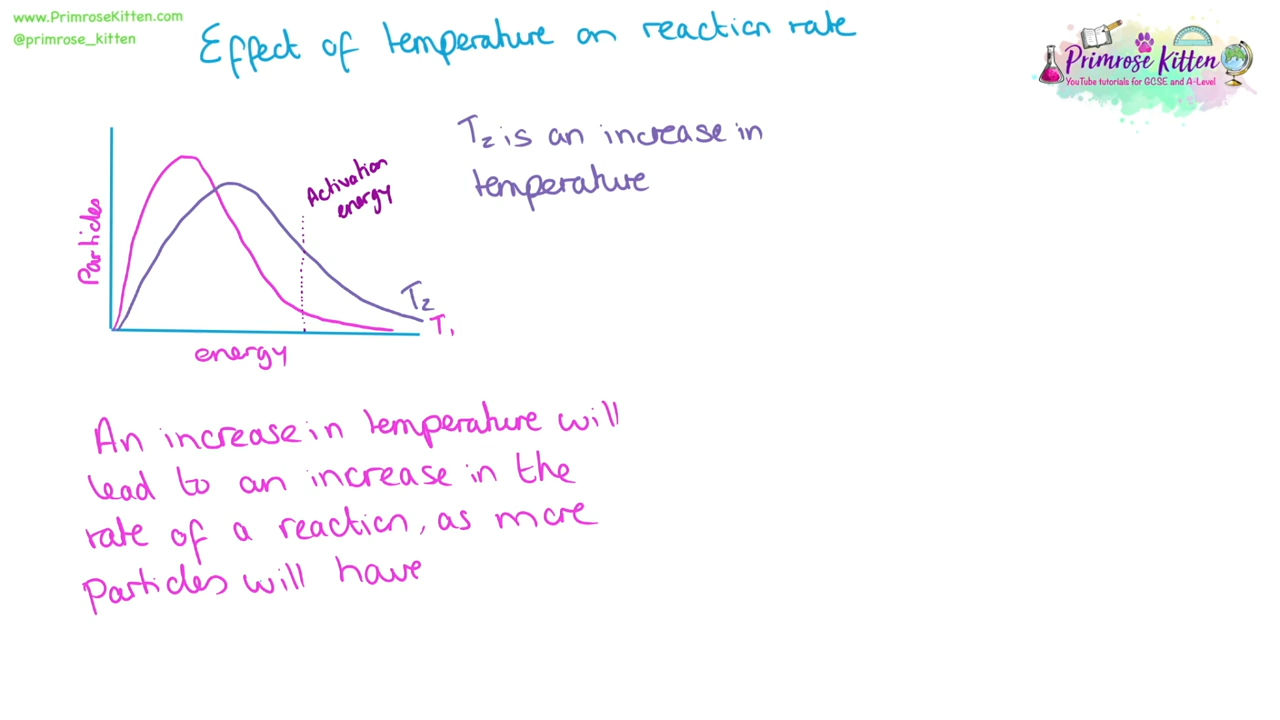 www.PrimroseKitten.com
@primrose_kitten
Effect of temperature on reaction rate
Primrose Kitten
YouTube tutorials for GCSE and A-Level
T2 is an increase in
temperature
Activation
energy
Particles
T2
T1
energy
An increase in temperature will
lead to an increase in the
rate of a reaction, as more
Particles will have